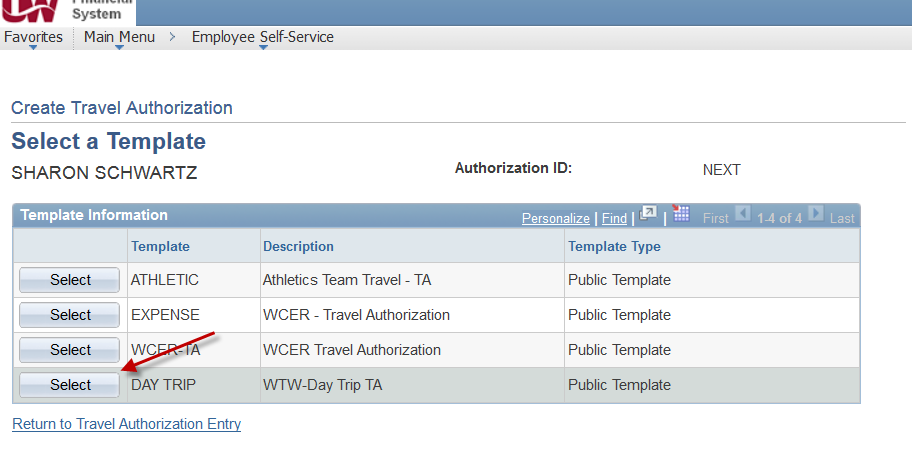 Financial
System
Favorites Main Menu > Employee Self-Service
Create Travel Authorization
Select a Template
SHARON SCHWARTZ Authorization ID: NEXT
Template Information Personalize | Find | | First 1-4 of 4 Last
Template Description Template Type
Select ATHLETIC Athletics Team Travel - TA Public Template
Select EXPENSE WCER - Travel Authorization Public Template
Select WCER-TA WCER Travel Authorization Public Template
Select DAY TRIP WTW-Day Trip TA Public Template
Return to Travel Authorization Entry